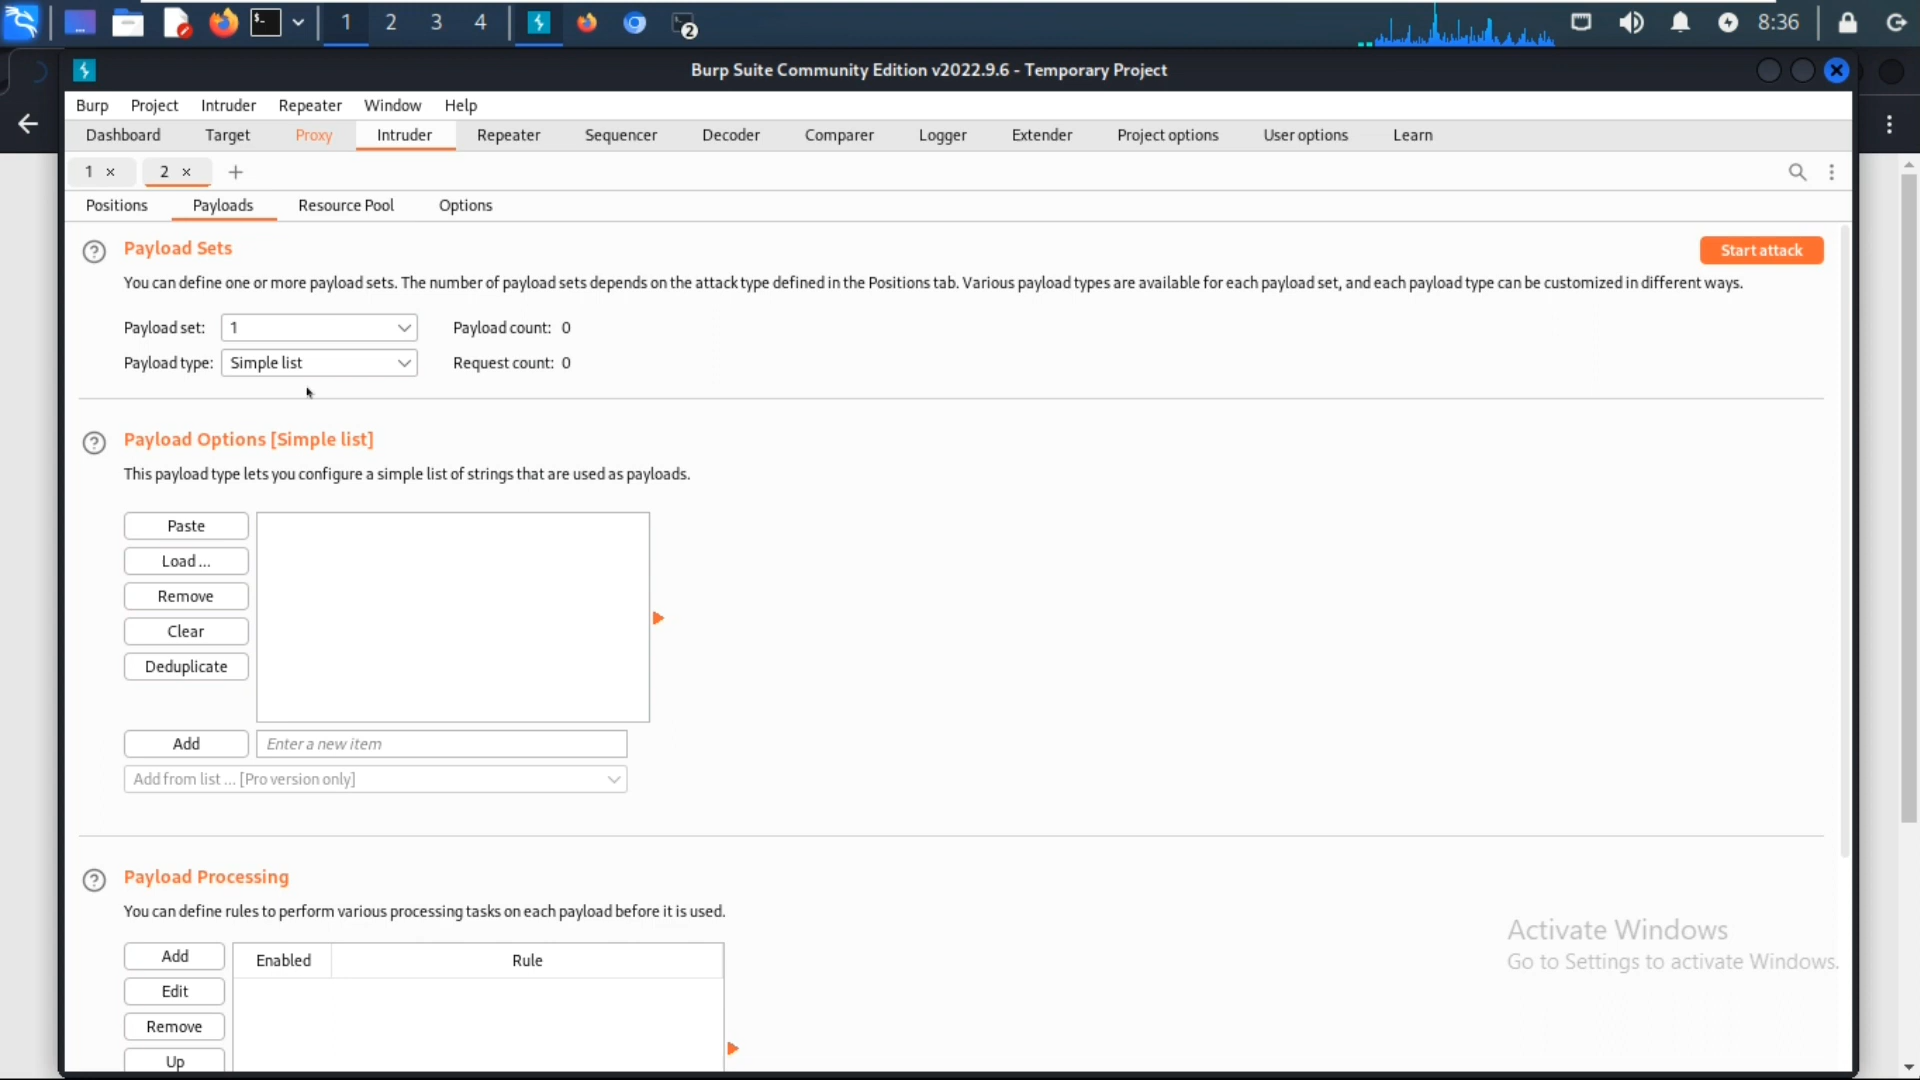 1 2 3 4 2 8:36
Burp Suite Community Edition v2022.9.6 - Temporary Project
Burp Project Intruder Repeater Window Help
Dashboard Target Proxy Intruder Repeater Sequencer Decoder Comparer Logger Extender Project options User options Learn
1 × 2 × +
Positions Payloads Resource Pool Options
? Payload Sets Start attack
You can define one or more payload sets. The number of payload sets depends on the attack type defined in the Positions tab. Various payload types are available for each payload set, and each payload type can be customized in different ways.
Payload set: 1 Payload count: 0
Payload type: Simple list Request count: 0
? Payload Options [Simple list]
This payload type lets you configure a simple list of strings that are used as payloads.
Paste
Load ...
Remove
Clear
Deduplicate
Add Enter a new item
Add from list ... [Pro version only]
? Payload Processing
You can define rules to perform various processing tasks on each payload before it is used.
Add Enabled Rule
Edit
Remove
Up
Activate Windows
Go to Settings to activate Windows.